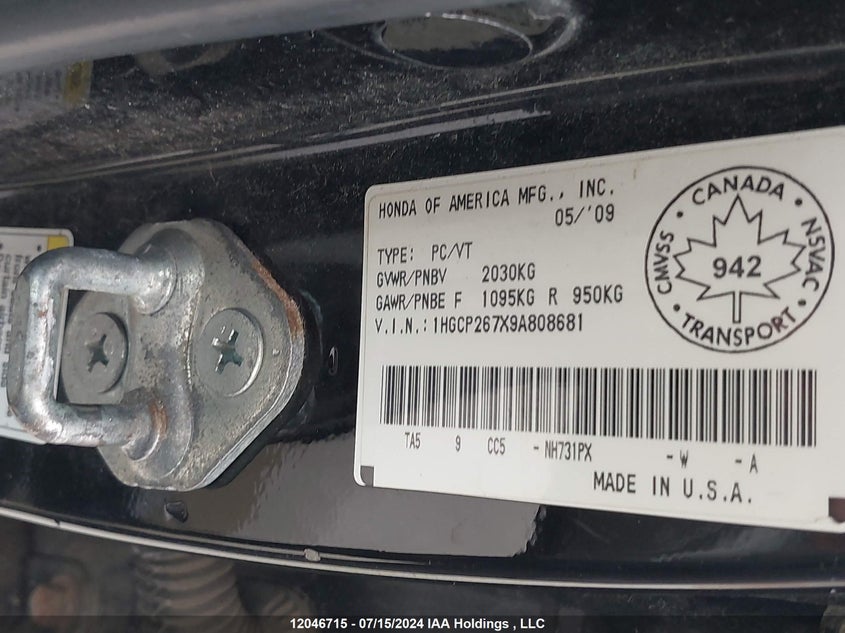 HONDA OF AMERICA MFG., INC.
05/'09
TYPE: PC/VT
GVWR/PNBV 2030KG
GAWR/PNBE F 1095KG R 950KG
V.I.N.:1HGCP267X9A808681
CANADA
CMVSS · NSVAC
942
TRANSPORT
TA5 9 CC5 -NH731PX -W -A
MADE IN U.S.A.
12046715 - 07/15/2024 IAA Holdings , LLC